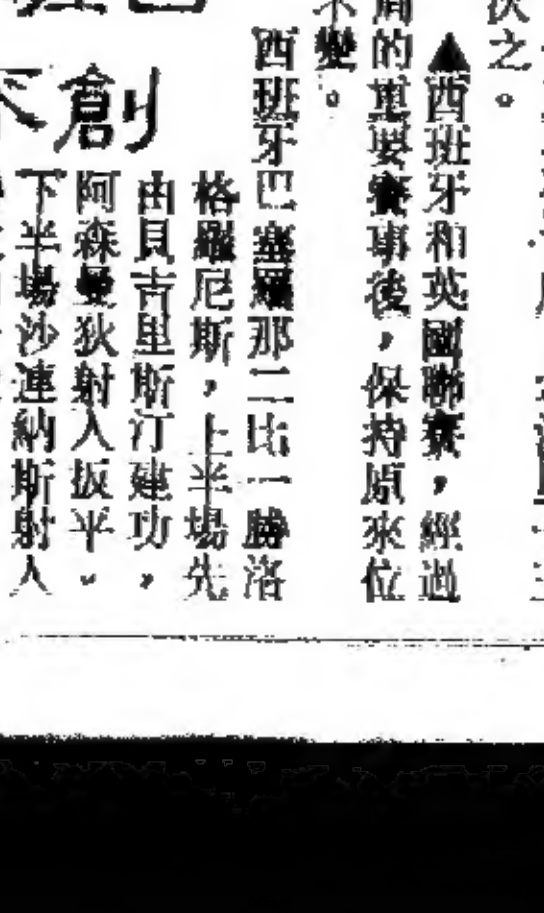 次之。
▲西班牙和英國聯賽，經過
周的重要賽事後，保持原來位
不變。
西班牙巴塞羅那二比一勝洛
格羅尼斯，上半場先
由貝吉里斯汀建功，
阿森曼狄射入扳平。
下半場沙連納斯射入
創